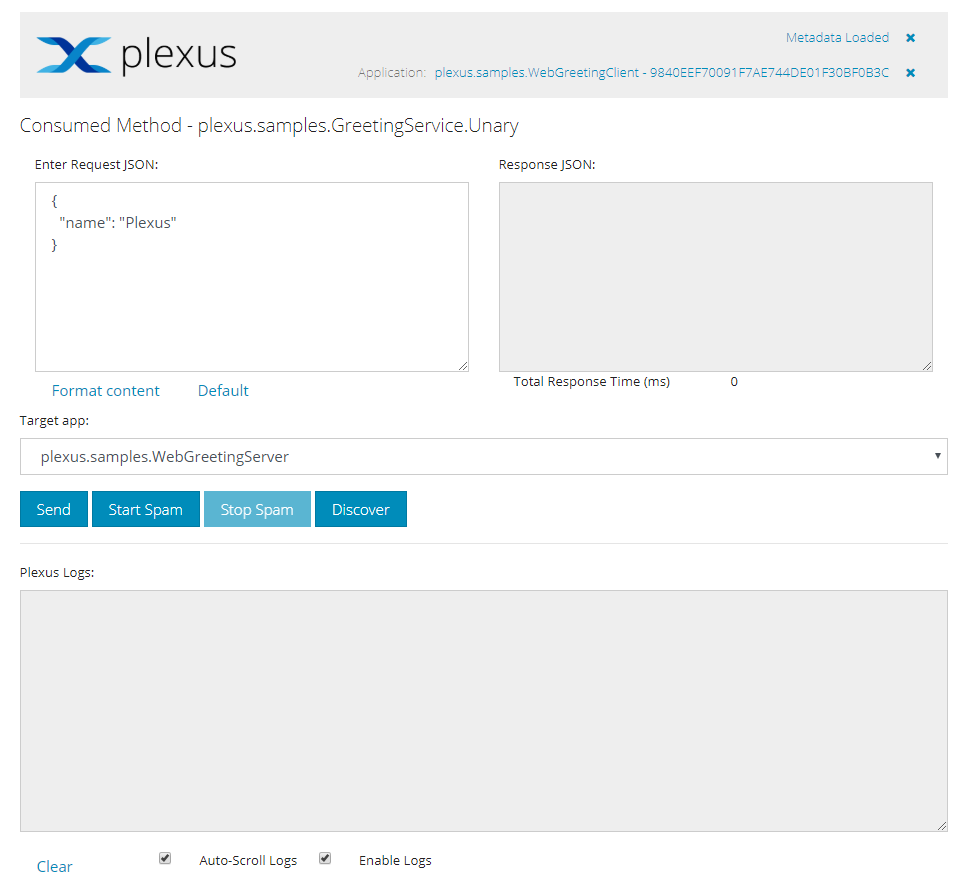 plexus
Metadata Loaded ✖
Application: plexus.samples.WebGreetingClient - 9840EEF70091F7AE744DE01F30BF0B3C ✖
Consumed Method - plexus.samples.GreetingService.Unary
Enter Request JSON:
{
"name": "Plexus"
}
Format content Default
Response JSON:
Total Response Time (ms) 0
Target app:
plexus.samples.WebGreetingServer
Send Start Spam Stop Spam Discover
Plexus Logs:
Clear Auto-Scroll Logs Enable Logs